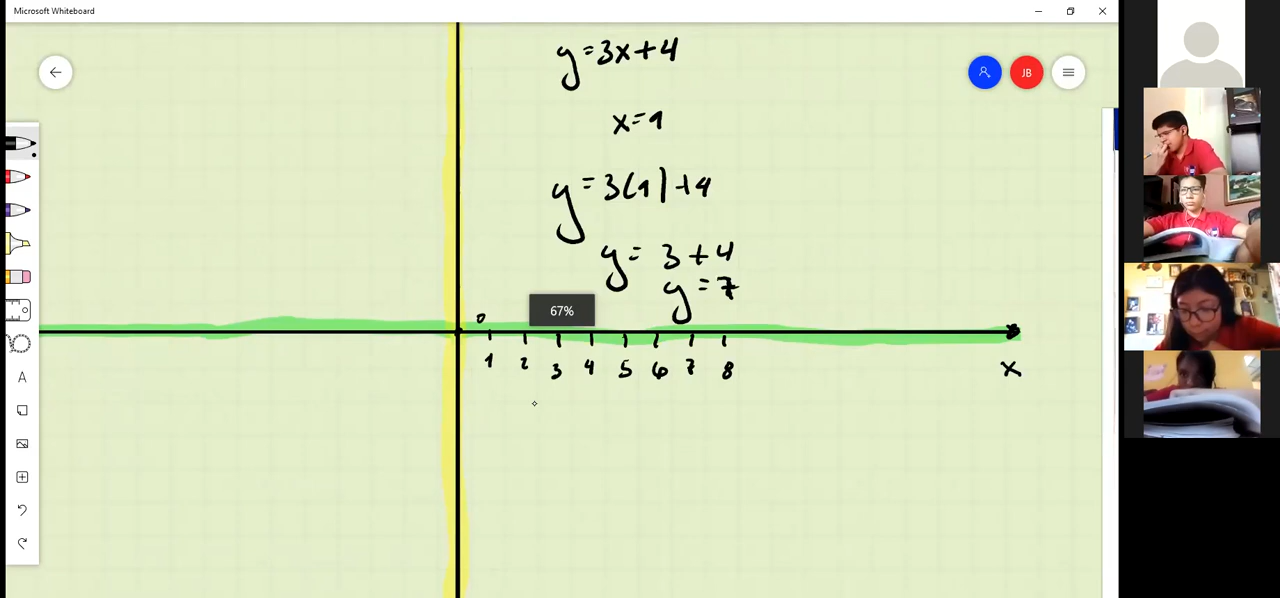 Microsoft Whiteboard
y=3x+4
JB
x=1
y=3(1)+4
y=3+4
y=7
67%
0
1 2 3 4 5 6 7 8
x
A